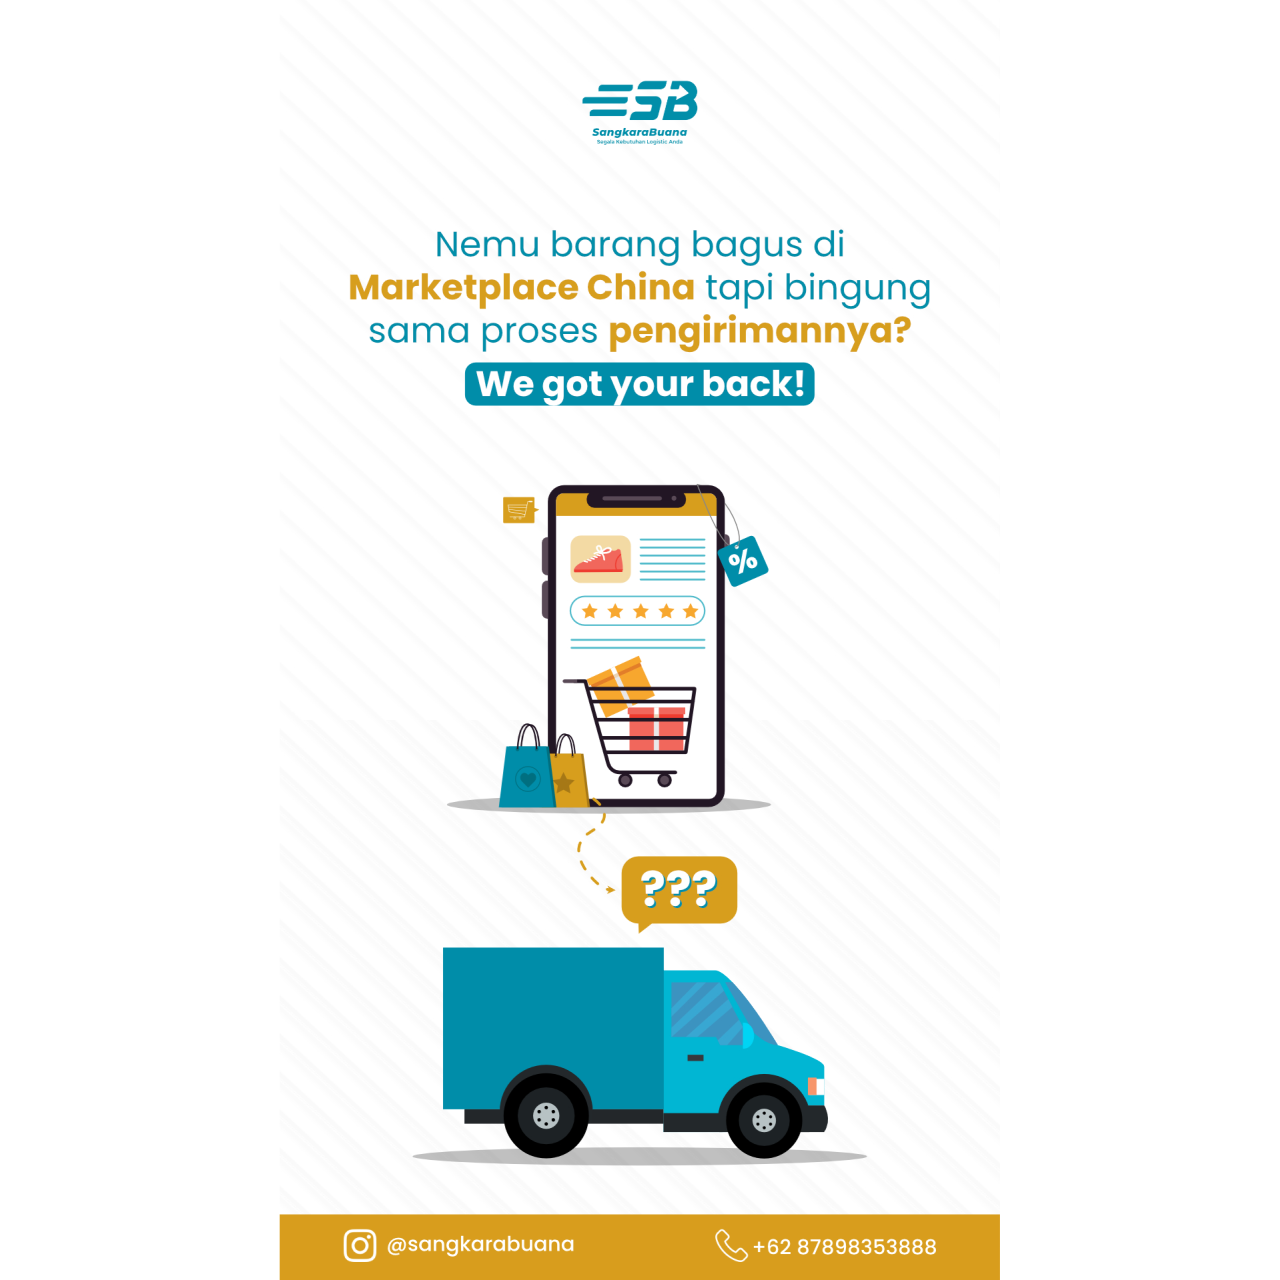 SB
SangkaraBuana
Segala Kebutuhan Logistic Anda
Nemu barang bagus di
Marketplace China tapi bingung
sama proses pengirimannya?
We got your back!
%
???
@sangkarabuana
+62 87898353888